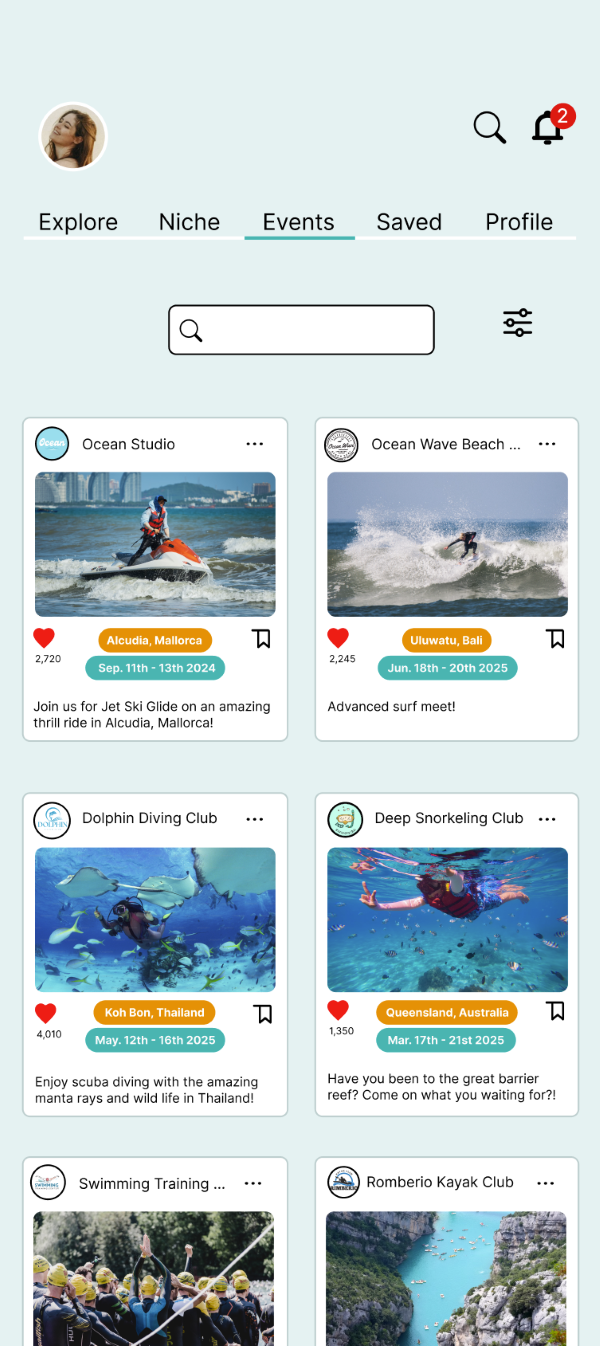 2
Explore Niche Events Saved Profile
Ocean
Ocean Studio
...
2,720
Alcudia, Mallorca
Sep. 11th - 13th 2024
Join us for Jet Ski Glide on an amazing
thrill ride in Alcudia, Mallorca!
Ocean Wave Beach ...
...
2,245
Uluwatu, Bali
Jun. 18th - 20th 2025
Advanced surf meet!
DOLPHIN
Dolphin Diving Club
...
4,010
Koh Bon, Thailand
May. 12th - 16th 2025
Enjoy scuba diving with the amazing
manta rays and wild life in Thailand!
Deep Snorkeling Club
...
1,350
Queensland, Australia
Mar. 17th - 21st 2025
Have you been to the great barrier
reef? Come on what you waiting for?!
SWIMMING
Swimming Training ...
...
Romberio Kayak Club
...